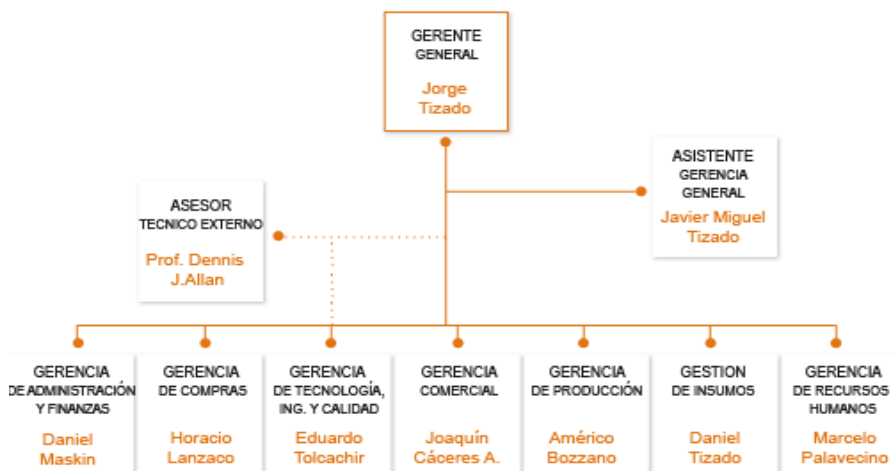 GERENTE
GENERAL
Jorge
Tizado
ASISTENTE
GERENCIA
GENERAL
Javier Miguel
Tizado
ASESOR
TECNICO EXTERNO
Prof. Dennis
J.Allan
GERENCIA
DE ADMINISTRACIÓN
Y FINANZAS
Daniel
Maskin
GERENCIA
DE COMPRAS
Horacio
Lanzaco
GERENCIA
DE TECNOLOGÍA,
ING. Y CALIDAD
Eduardo
Tolcachir
GERENCIA
COMERCIAL
Joaquín
Cáceres A.
GERENCIA
DE PRODUCCIÓN
Américo
Bozzano
GESTION
DE INSUMOS
Daniel
Tizado
GERENCIA
DE RECURSOS
HUMANOS
Marcelo
Palavecino